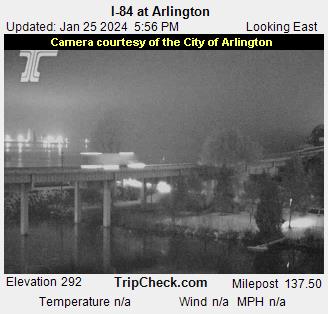 I-84 at Arlington
Updated: Jan 25 2024 5:56 PM Looking East
Camera courtesy of the City of Arlington
Elevation 292 TripCheck.com Milepost 137.50
Temperature n/a Wind n/a MPH n/a